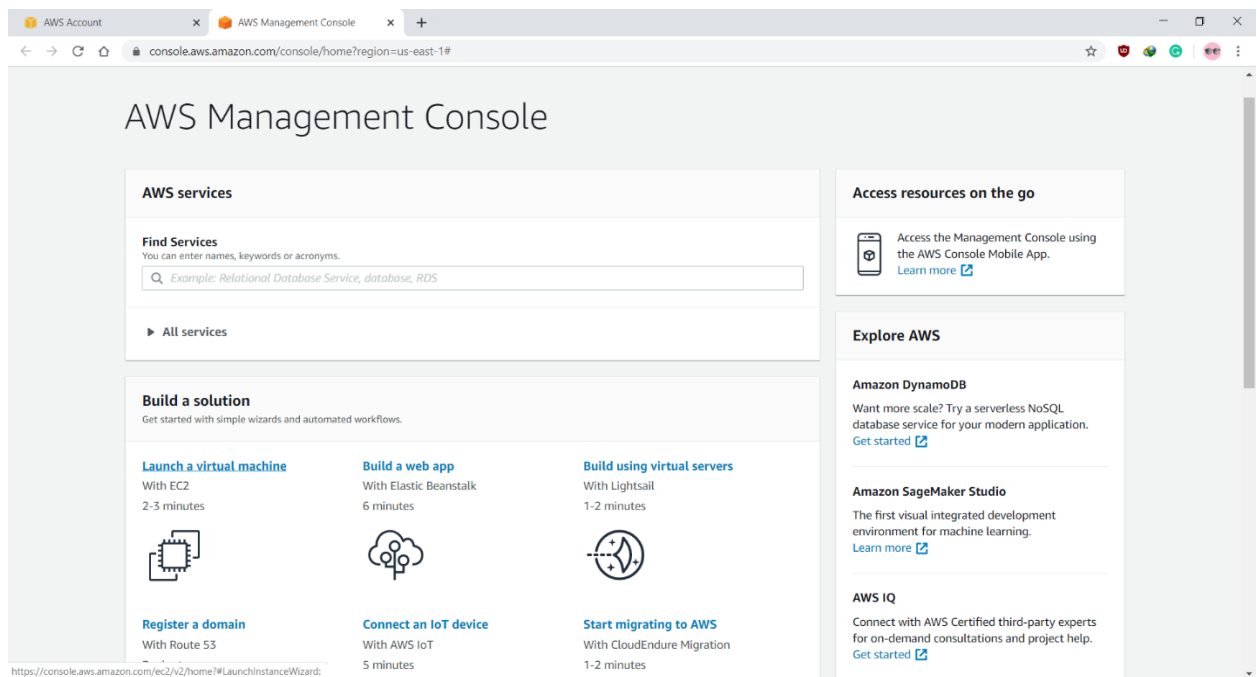 AWS Account
AWS Management Console
console.aws.amazon.com/console/home?region=us-east-1#
AWS Management Console
AWS services
Find Services
You can enter names, keywords or acronyms.
Example: Relational Database Service, database, RDS
All services
Build a solution
Get started with simple wizards and automated workflows.
Launch a virtual machine
With EC2
2-3 minutes
Build a web app
With Elastic Beanstalk
6 minutes
Build using virtual servers
With Lightsail
1-2 minutes
Register a domain
With Route 53
Connect an IoT device
With AWS IoT
5 minutes
Start migrating to AWS
With CloudEndure Migration
1-2 minutes
Access resources on the go
Access the Management Console using
the AWS Console Mobile App.
Learn more
Explore AWS
Amazon DynamoDB
Want more scale? Try a serverless NoSQL
database service for your modern application.
Get started
Amazon SageMaker Studio
The first visual integrated development
environment for machine learning.
Learn more
AWS IQ
Connect with AWS Certified third-party experts
for on-demand consultations and project help.
Get started
https://console.aws.amazon.com/ec2/v2/home?#LaunchInstanceWizard: